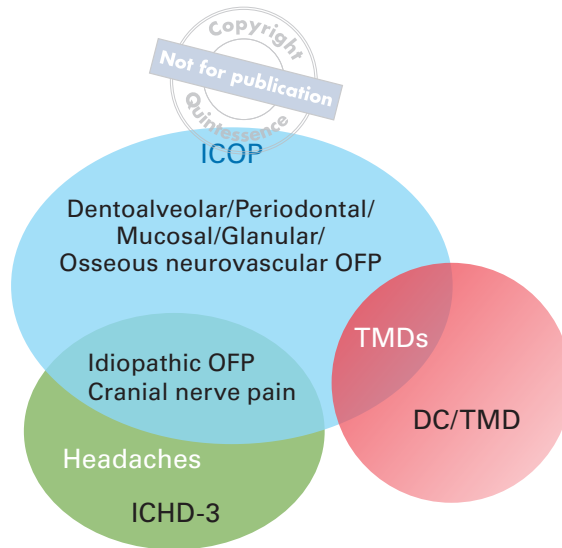 Copyright
Not for publication
Quintessence
ICOP
Dentoalveolar/Periodontal/
Mucosal/Glanular/
Osseous neurovascular OFP
TMDs
Idiopathic OFP
Cranial nerve pain
DC/TMD
Headaches
ICHD-3